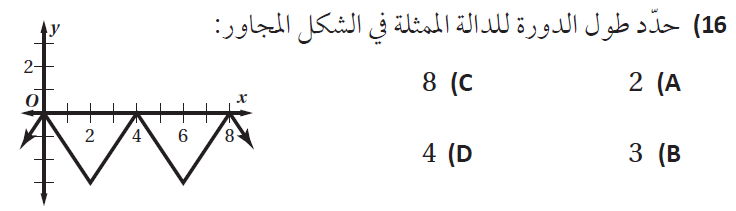 16) حدّد طول الدورة للدالة الممثلة في الشكل المجاور:
A) 2
C) 8
B) 3
D) 4
y
2
O
x
2 4 6 8